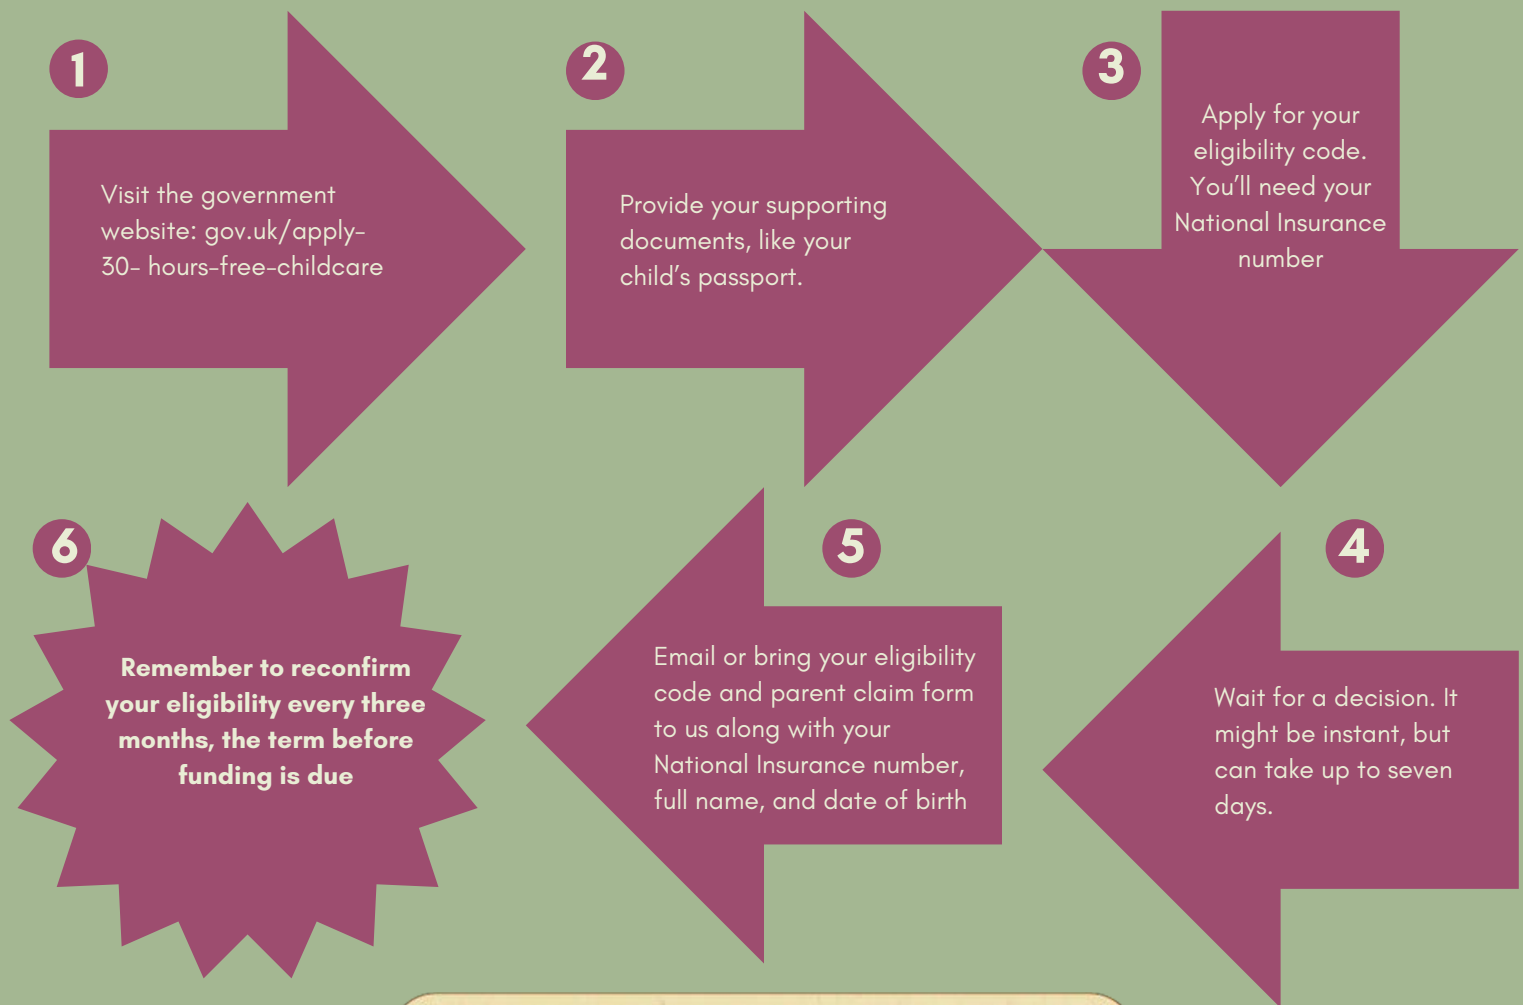 1
Visit the government
website: gov.uk/apply-
30- hours-free-childcare
2
Provide your supporting
documents, like your
child's passport.
3
Apply for your
eligibility code.
You'll need your
National Insurance
number
4
Wait for a decision. It
might be instant, but
can take up to seven
days.
5
Email or bring your eligibility
code and parent claim form
to us along with your
National Insurance number,
full name, and date of birth
6
Remember to reconfirm
your eligibility every three
months, the term before
funding is due